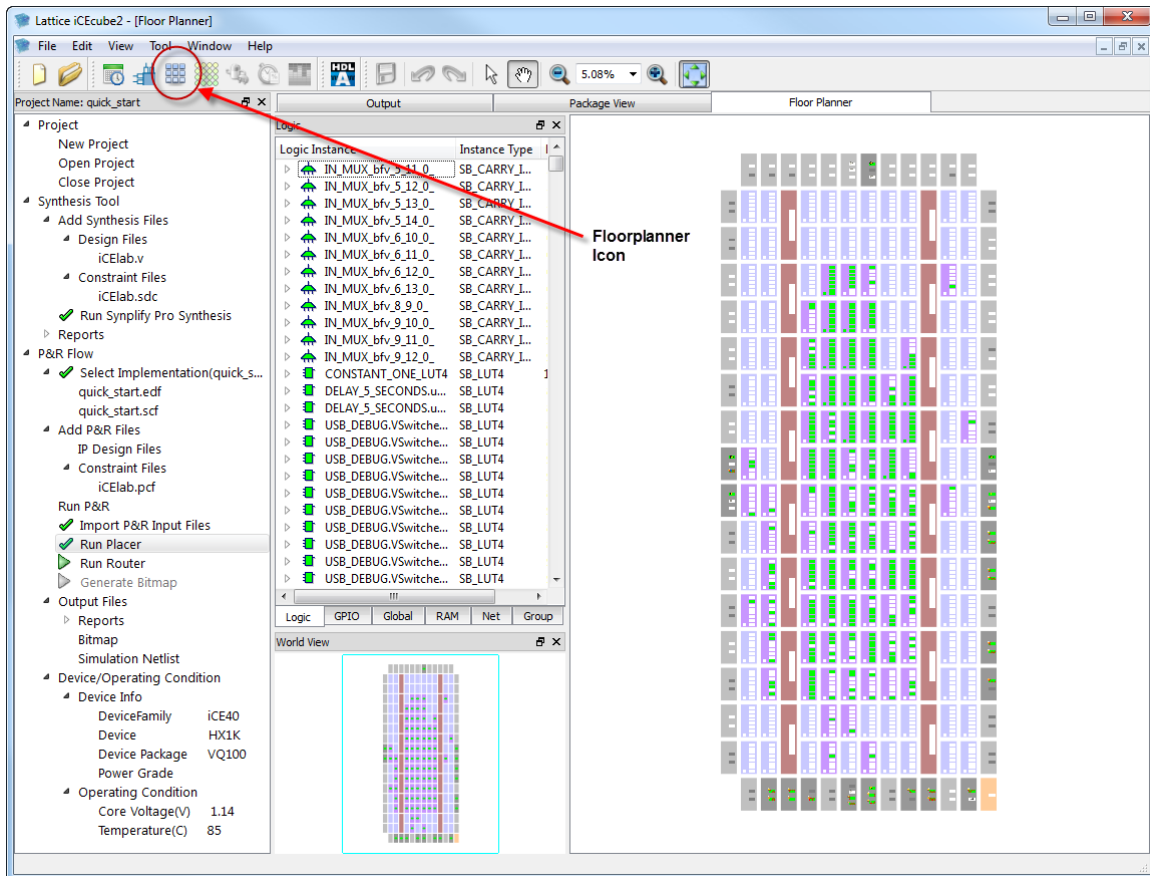 Lattice iCEcube2 - [Floor Planner]
File Edit View Tool Window Help
HDL
A
5.08%
Project Name: quick_start
Output
Package View
Floor Planner
Project
New Project
Open Project
Close Project
Synthesis Tool
Add Synthesis Files
Design Files
iCElab.v
Constraint Files
iCElab.sdc
Run Synplify Pro Synthesis
Reports
P&R Flow
Select Implementation(quick_s...
quick_start.edf
quick_start.scf
Add P&R Files
IP Design Files
Constraint Files
iCElab.pcf
Run P&R
Import P&R Input Files
Run Placer
Run Router
Generate Bitmap
Output Files
Reports
Bitmap
Simulation Netlist
Device/Operating Condition
Device Info
DeviceFamily iCE40
Device HX1K
Device Package VQ100
Power Grade
Operating Condition
Core Voltage(V) 1.14
Temperature(C) 85
Logic
Logic Instance Instance Type
IN_MUX_bfv_5_11_0_ SB_CARRY_I...
IN_MUX_bfv_5_12_0_ SB_CARRY_I...
IN_MUX_bfv_5_13_0_ SB_CARRY_I...
IN_MUX_bfv_5_14_0_ SB_CARRY_I...
IN_MUX_bfv_6_10_0_ SB_CARRY_I...
IN_MUX_bfv_6_11_0_ SB_CARRY_I...
IN_MUX_bfv_6_12_0_ SB_CARRY_I...
IN_MUX_bfv_6_13_0_ SB_CARRY_I...
IN_MUX_bfv_8_9_0_ SB_CARRY_I...
IN_MUX_bfv_9_10_0_ SB_CARRY_I...
IN_MUX_bfv_9_11_0_ SB_CARRY_I...
IN_MUX_bfv_9_12_0_ SB_CARRY_I...
CONSTANT_ONE_LUT4 SB_LUT4 1
DELAY_5_SECONDS.u... SB_LUT4
DELAY_5_SECONDS.u... SB_LUT4
USB_DEBUG.VSwitche... SB_LUT4
USB_DEBUG.VSwitche... SB_LUT4
USB_DEBUG.VSwitche... SB_LUT4
USB_DEBUG.VSwitche... SB_LUT4
USB_DEBUG.VSwitche... SB_LUT4
USB_DEBUG.VSwitche... SB_LUT4
USB_DEBUG.VSwitche... SB_LUT4
USB_DEBUG.VSwitche... SB_LUT4
USB_DEBUG.VSwitche... SB_LUT4
USB_DEBUG.VSwitche... SB_LUT4
Logic GPIO Global RAM Net Group
World View
Floorplanner
Icon